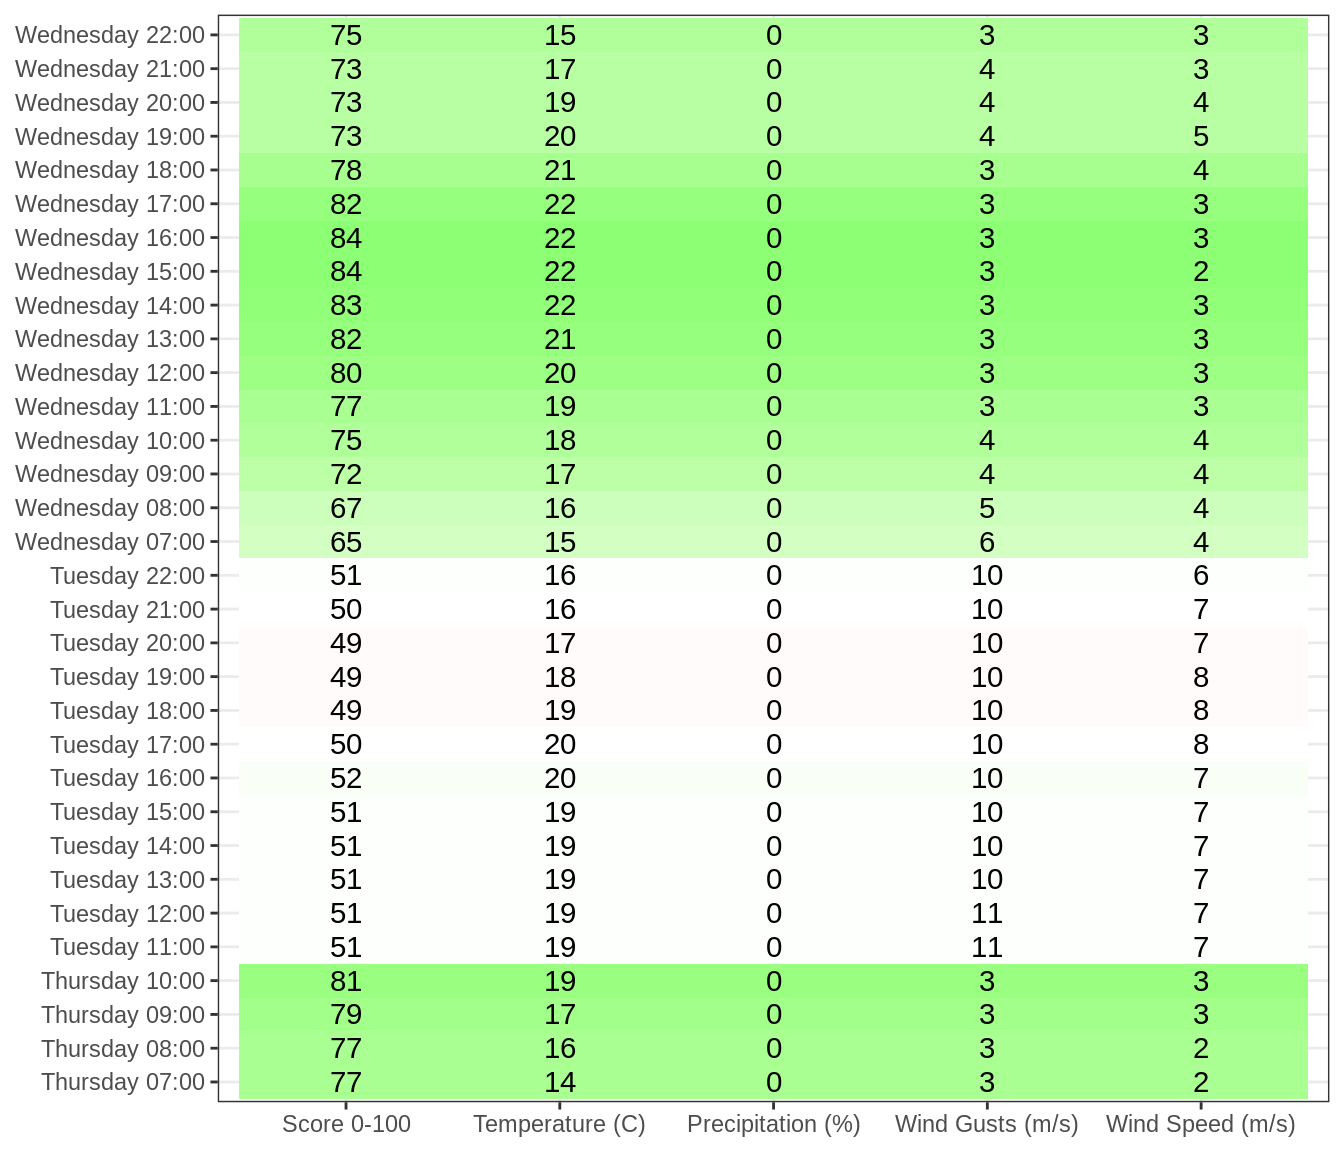 Wednesday 22:00 75 15 0 3 3
Wednesday 21:00 73 17 0 4 3
Wednesday 20:00 73 19 0 4 4
Wednesday 19:00 73 20 0 4 5
Wednesday 18:00 78 21 0 3 4
Wednesday 17:00 82 22 0 3 3
Wednesday 16:00 84 22 0 3 3
Wednesday 15:00 84 22 0 3 2
Wednesday 14:00 83 22 0 3 3
Wednesday 13:00 82 21 0 3 3
Wednesday 12:00 80 20 0 3 3
Wednesday 11:00 77 19 0 3 3
Wednesday 10:00 75 18 0 4 4
Wednesday 09:00 72 17 0 4 4
Wednesday 08:00 67 16 0 5 4
Wednesday 07:00 65 15 0 6 4
Tuesday 22:00 51 16 0 10 6
Tuesday 21:00 50 16 0 10 7
Tuesday 20:00 49 17 0 10 7
Tuesday 19:00 49 18 0 10 8
Tuesday 18:00 49 19 0 10 8
Tuesday 17:00 50 20 0 10 8
Tuesday 16:00 52 20 0 10 7
Tuesday 15:00 51 19 0 10 7
Tuesday 14:00 51 19 0 10 7
Tuesday 13:00 51 19 0 10 7
Tuesday 12:00 51 19 0 11 7
Tuesday 11:00 51 19 0 11 7
Thursday 10:00 81 19 0 3 3
Thursday 09:00 79 17 0 3 3
Thursday 08:00 77 16 0 3 2
Thursday 07:00 77 14 0 3 2
Score 0-100 Temperature (C) Precipitation (%) Wind Gusts (m/s) Wind Speed (m/s)